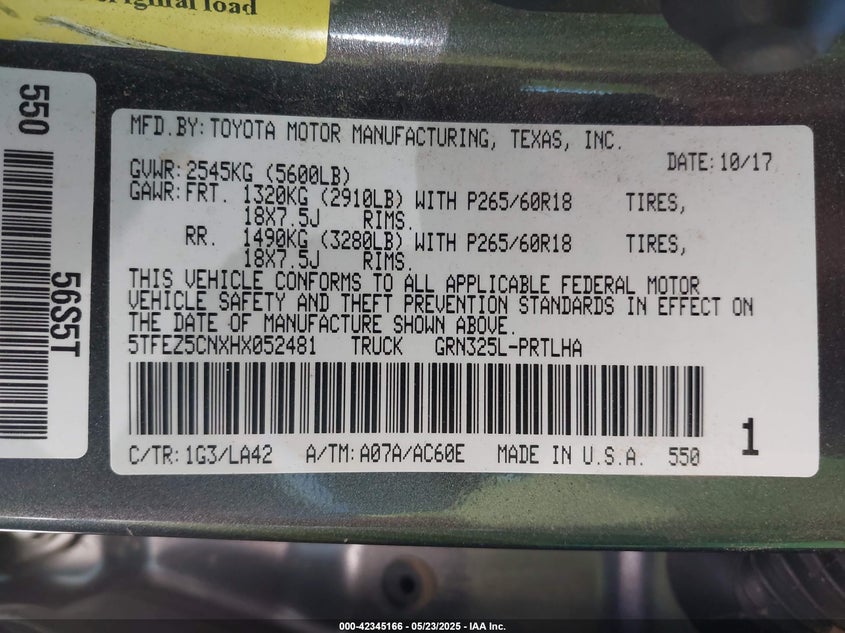 original load
550
56S5T
MFD.BY:TOYOTA MOTOR MANUFACTURING, TEXAS, INC.
DATE:10/17
GVWR:2545KG (5600LB)
GAWR:FRT. 1320KG (2910LB) WITH P265/60R18 TIRES,
18X7.5J RIMS.
RR. 1490KG (3280LB) WITH P265/60R18 TIRES,
18X7.5J RIMS.
THIS VEHICLE CONFORMS TO ALL APPLICABLE FEDERAL MOTOR
VEHICLE SAFETY AND THEFT PREVENTION STANDARDS IN EFFECT ON
THE DATE OF MANUFACTURE SHOWN ABOVE.
5TFEZ5CNXHX052481 TRUCK GRN325L-PRTLHA
1
C/TR:1G3/LA42 A/TM:A07A/AC60E MADE IN U.S.A. 550
000-42345166 - 05/23/2025 - IAA Inc.